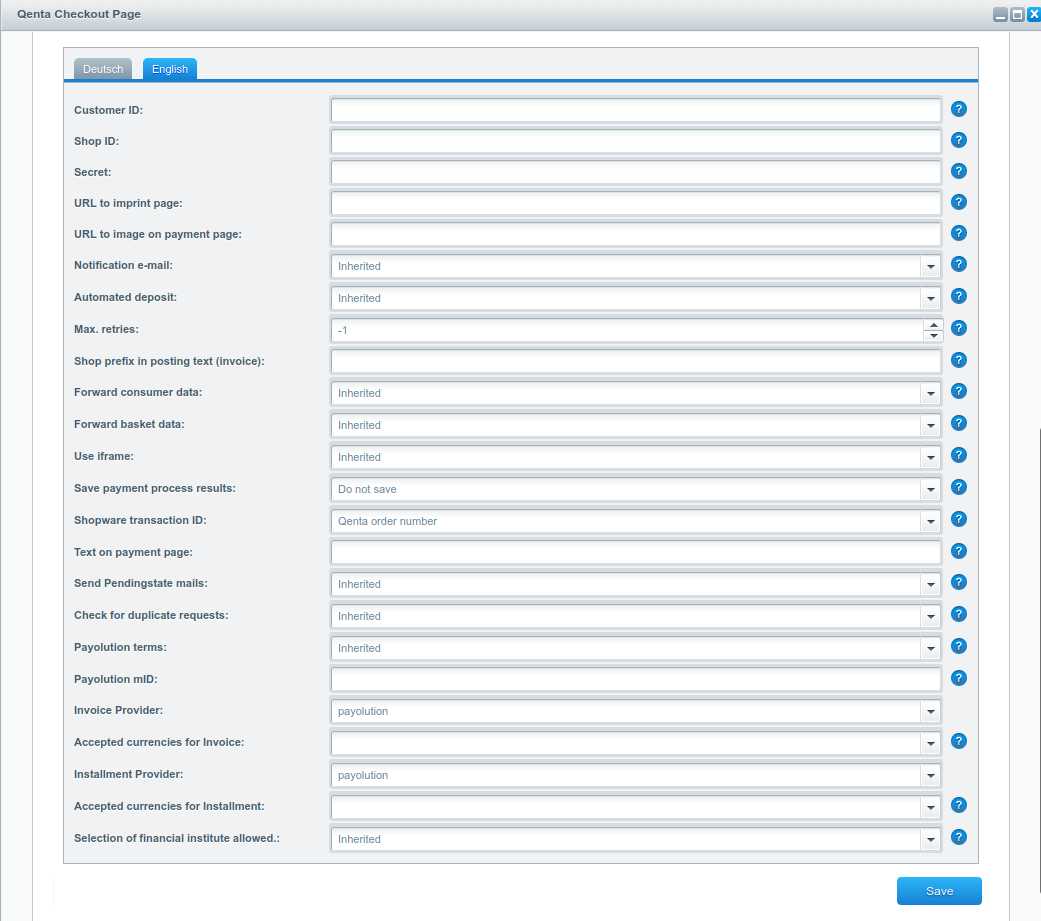 Qenta Checkout Page
Deutsch English
Customer ID: ?
Shop ID: ?
Secret: ?
URL to imprint page: ?
URL to image on payment page: ?
Notification e-mail: Inherited ?
Automated deposit: Inherited ?
Max. retries: -1 ?
Shop prefix in posting text (invoice): ?
Forward consumer data: Inherited ?
Forward basket data: Inherited ?
Use iframe: Inherited ?
Save payment process results: Do not save ?
Shopware transaction ID: Qenta order number ?
Text on payment page: ?
Send Pendingstate mails: Inherited ?
Check for duplicate requests: Inherited ?
Payolution terms: Inherited ?
Payolution mID: ?
Invoice Provider: payolution
Accepted currencies for Invoice: ?
Installment Provider: payolution
Accepted currencies for Installment: ?
Selection of financial institute allowed.: Inherited ?
Save